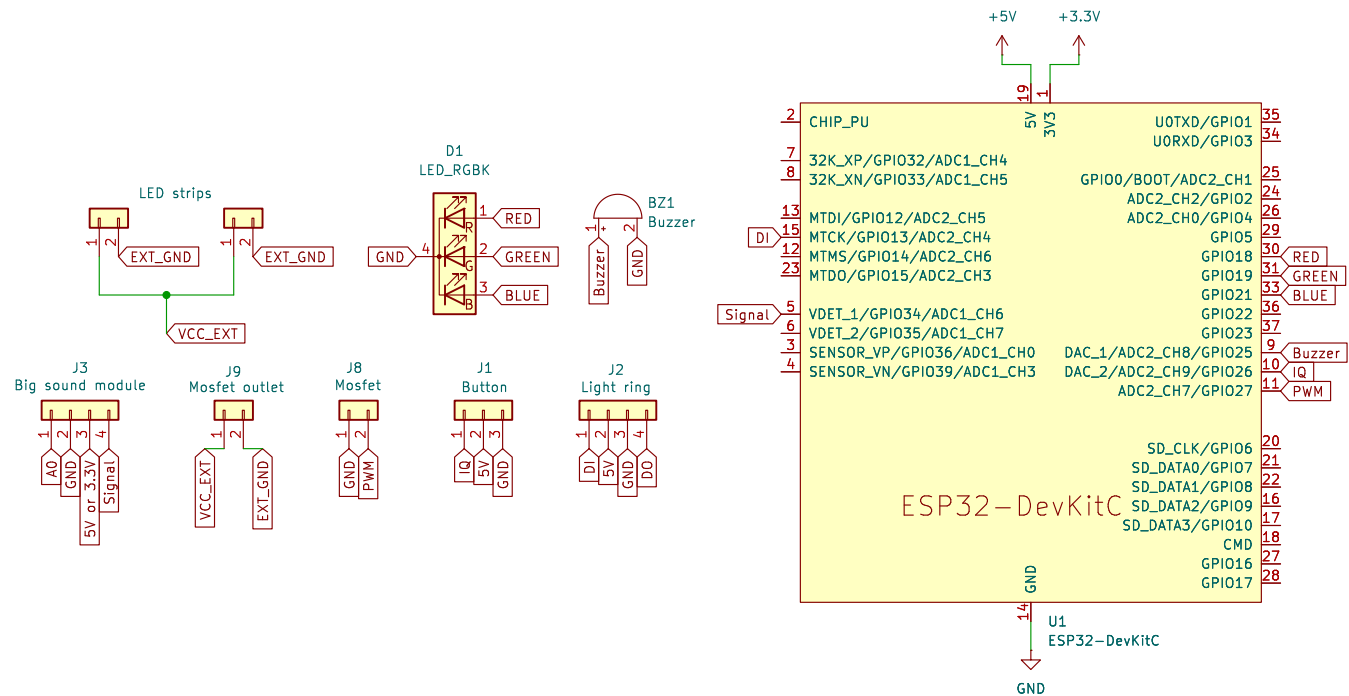 LED strips
1
2
EXT_GND
1
2
EXT_GND
VCC_EXT
D1
LED_RGBK
R
G
B
1
RED
2
GREEN
3
BLUE
4
GND
BZ1
Buzzer
1
+
2
Buzzer
GND
J3
Big sound module
1
2
3
4
A0
GND
5V or 3.3V
Signal
J9
Mosfet outlet
1
2
VCC_EXT
EXT_GND
J8
Mosfet
1
2
GND
PWM
J1
Button
1
2
3
IQ
5V
GND
J2
Light ring
1
2
3
4
DI
5V
GND
DO
+5V
+3.3V
19
1
5V
3V3
2
CHIP_PU
7
32K_XP/GPIO32/ADC1_CH4
8
32K_XN/GPIO33/ADC1_CH5
13
MTDI/GPIO12/ADC2_CH5
DI
15
MTCK/GPIO13/ADC2_CH4
12
MTMS/GPIO14/ADC2_CH6
23
MTDO/GPIO15/ADC2_CH3
Signal
5
VDET_1/GPIO34/ADC1_CH6
6
VDET_2/GPIO35/ADC1_CH7
3
SENSOR_VP/GPIO36/ADC1_CH0
4
SENSOR_VN/GPIO39/ADC1_CH3
U0TXD/GPIO1
35
U0RXD/GPIO3
34
GPIO0/BOOT/ADC2_CH1
25
ADC2_CH2/GPIO2
24
ADC2_CH0/GPIO4
26
GPIO5
29
GPIO18
30
RED
GPIO19
31
GREEN
GPIO21
33
BLUE
GPIO22
36
GPIO23
37
DAC_1/ADC2_CH8/GPIO25
9
Buzzer
DAC_2/ADC2_CH9/GPIO26
10
IQ
ADC2_CH7/GPIO27
11
PWM
SD_CLK/GPIO6
20
SD_DATA0/GPIO7
21
SD_DATA1/GPIO8
22
SD_DATA2/GPIO9
16
SD_DATA3/GPIO10
17
CMD
18
GPIO16
27
GPIO17
28
ESP32-DevKitC
GND
14
U1
ESP32-DevKitC
GND